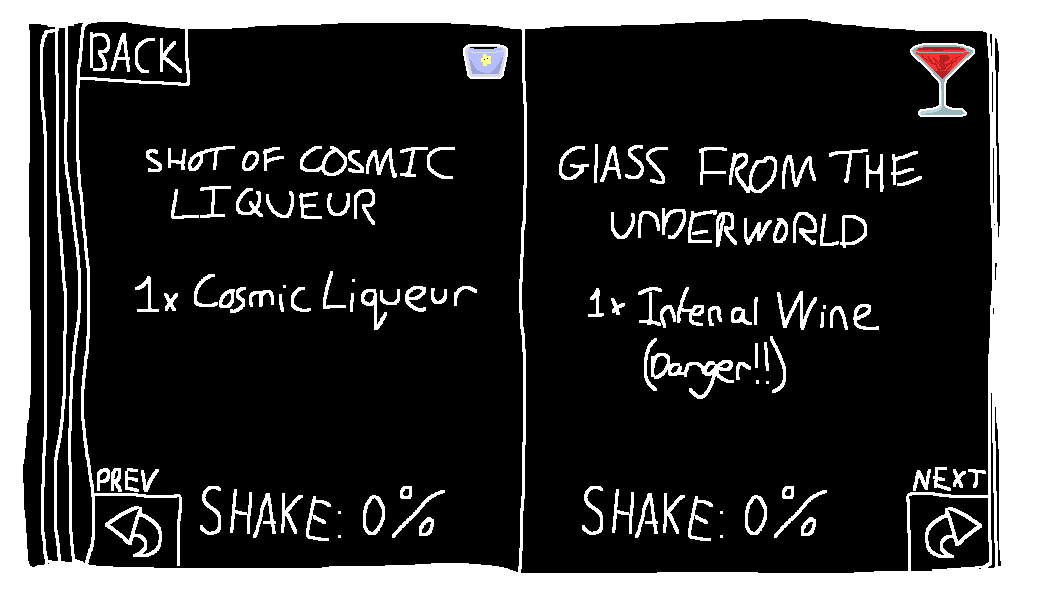 BACK
SHOT OF COSMIC
LIQUEUR
1x Cosmic Liqueur
PREV
SHAKE: 0%
GLASS FROM THE
UNDERWORLD
1x Infenal Wine
(Danger!!)
SHAKE: 0%
NEXT